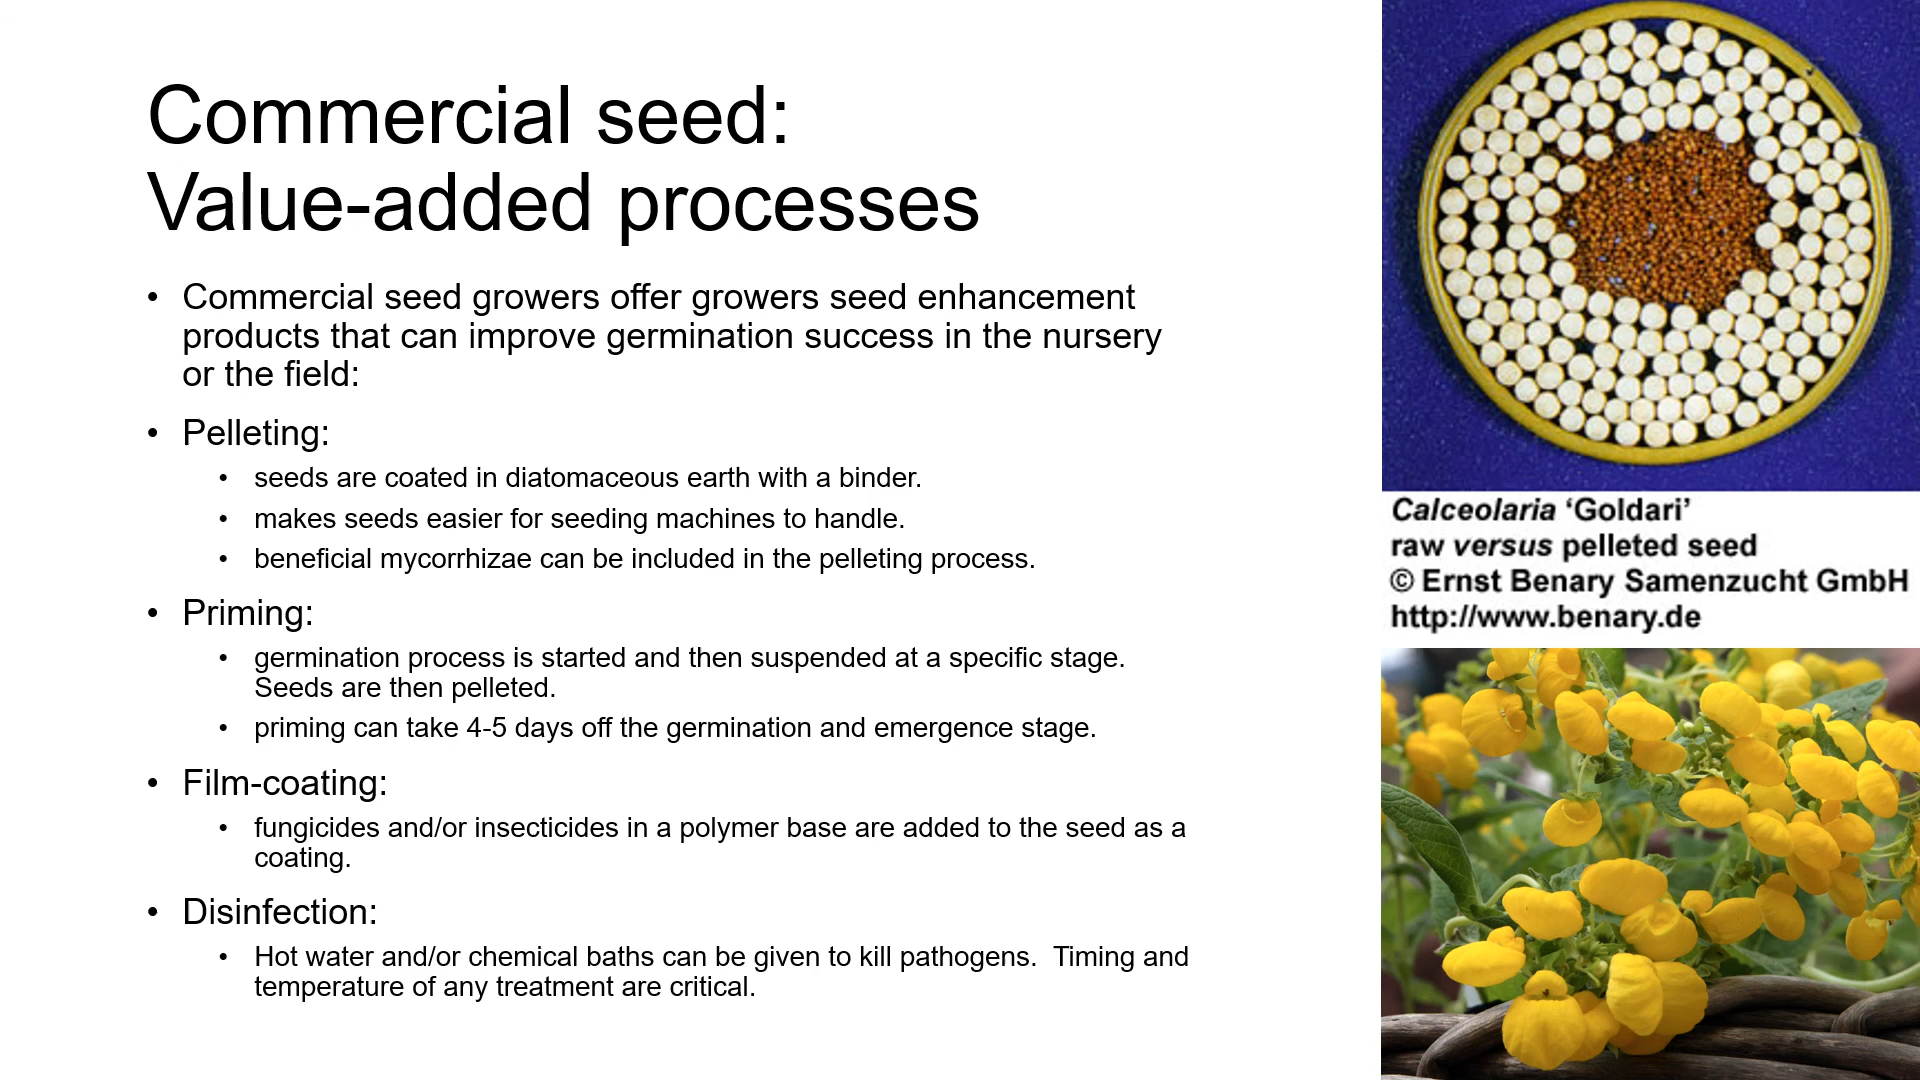 Commercial seed:
Value-added processes
• Commercial seed growers offer growers seed enhancement
products that can improve germination success in the nursery
or the field:
• Pelleting:
• seeds are coated in diatomaceous earth with a binder.
• makes seeds easier for seeding machines to handle.
• beneficial mycorrhizae can be included in the pelleting process.
• Priming:
• germination process is started and then suspended at a specific stage.
Seeds are then pelleted.
• priming can take 4-5 days off the germination and emergence stage.
• Film-coating:
• fungicides and/or insecticides in a polymer base are added to the seed as a
coating.
• Disinfection:
• Hot water and/or chemical baths can be given to kill pathogens.  Timing and
temperature of any treatment are critical.
Calceolaria ‘Goldari’
raw versus pelleted seed
© Ernst Benary Samenzucht GmbH
http://www.benary.de